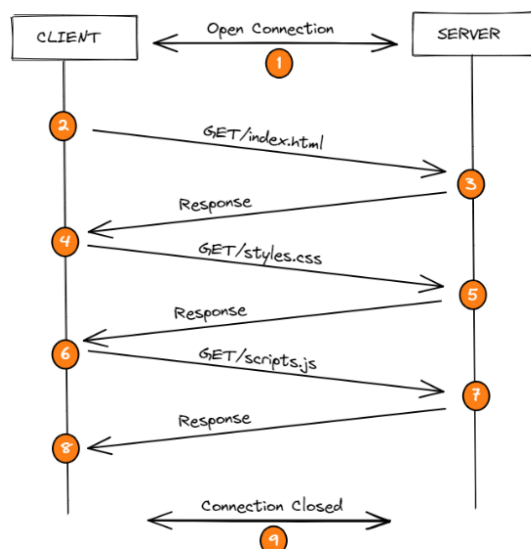 CLIENT
Open Connection
SERVER
1
2
GET/index.html
3
Response
4
GET/styles.css
5
Response
6
GET/scripts.js
7
Response
8
Connection Closed
9